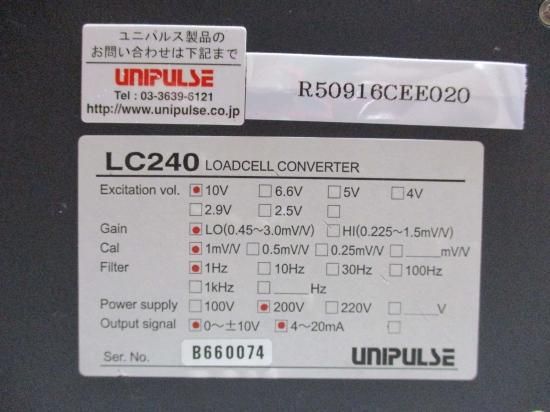 ユニパルス製品の
お問い合わせは下記まで
UNIPULSE
Tel : 03-3639-6121
http://www.unipulse.co.jp
R50916CEE020
LC240 LOADCELL CONVERTER
Excitation vol. 10V 6.6V 5V 4V
2.9V 2.5V
Gain LO(0.45～3.0mV/V) HI(0.225～1.5mV/V)
Cal 1mV/V 0.5mV/V 0.25mV/V ____mV/V
Filter 1Hz 10Hz 30Hz 100Hz
1kHz ____Hz
Power supply 100V 200V 220V ____V
Output signal 0～±10V 4～20mA
Ser. No. B660074 UNIPULSE